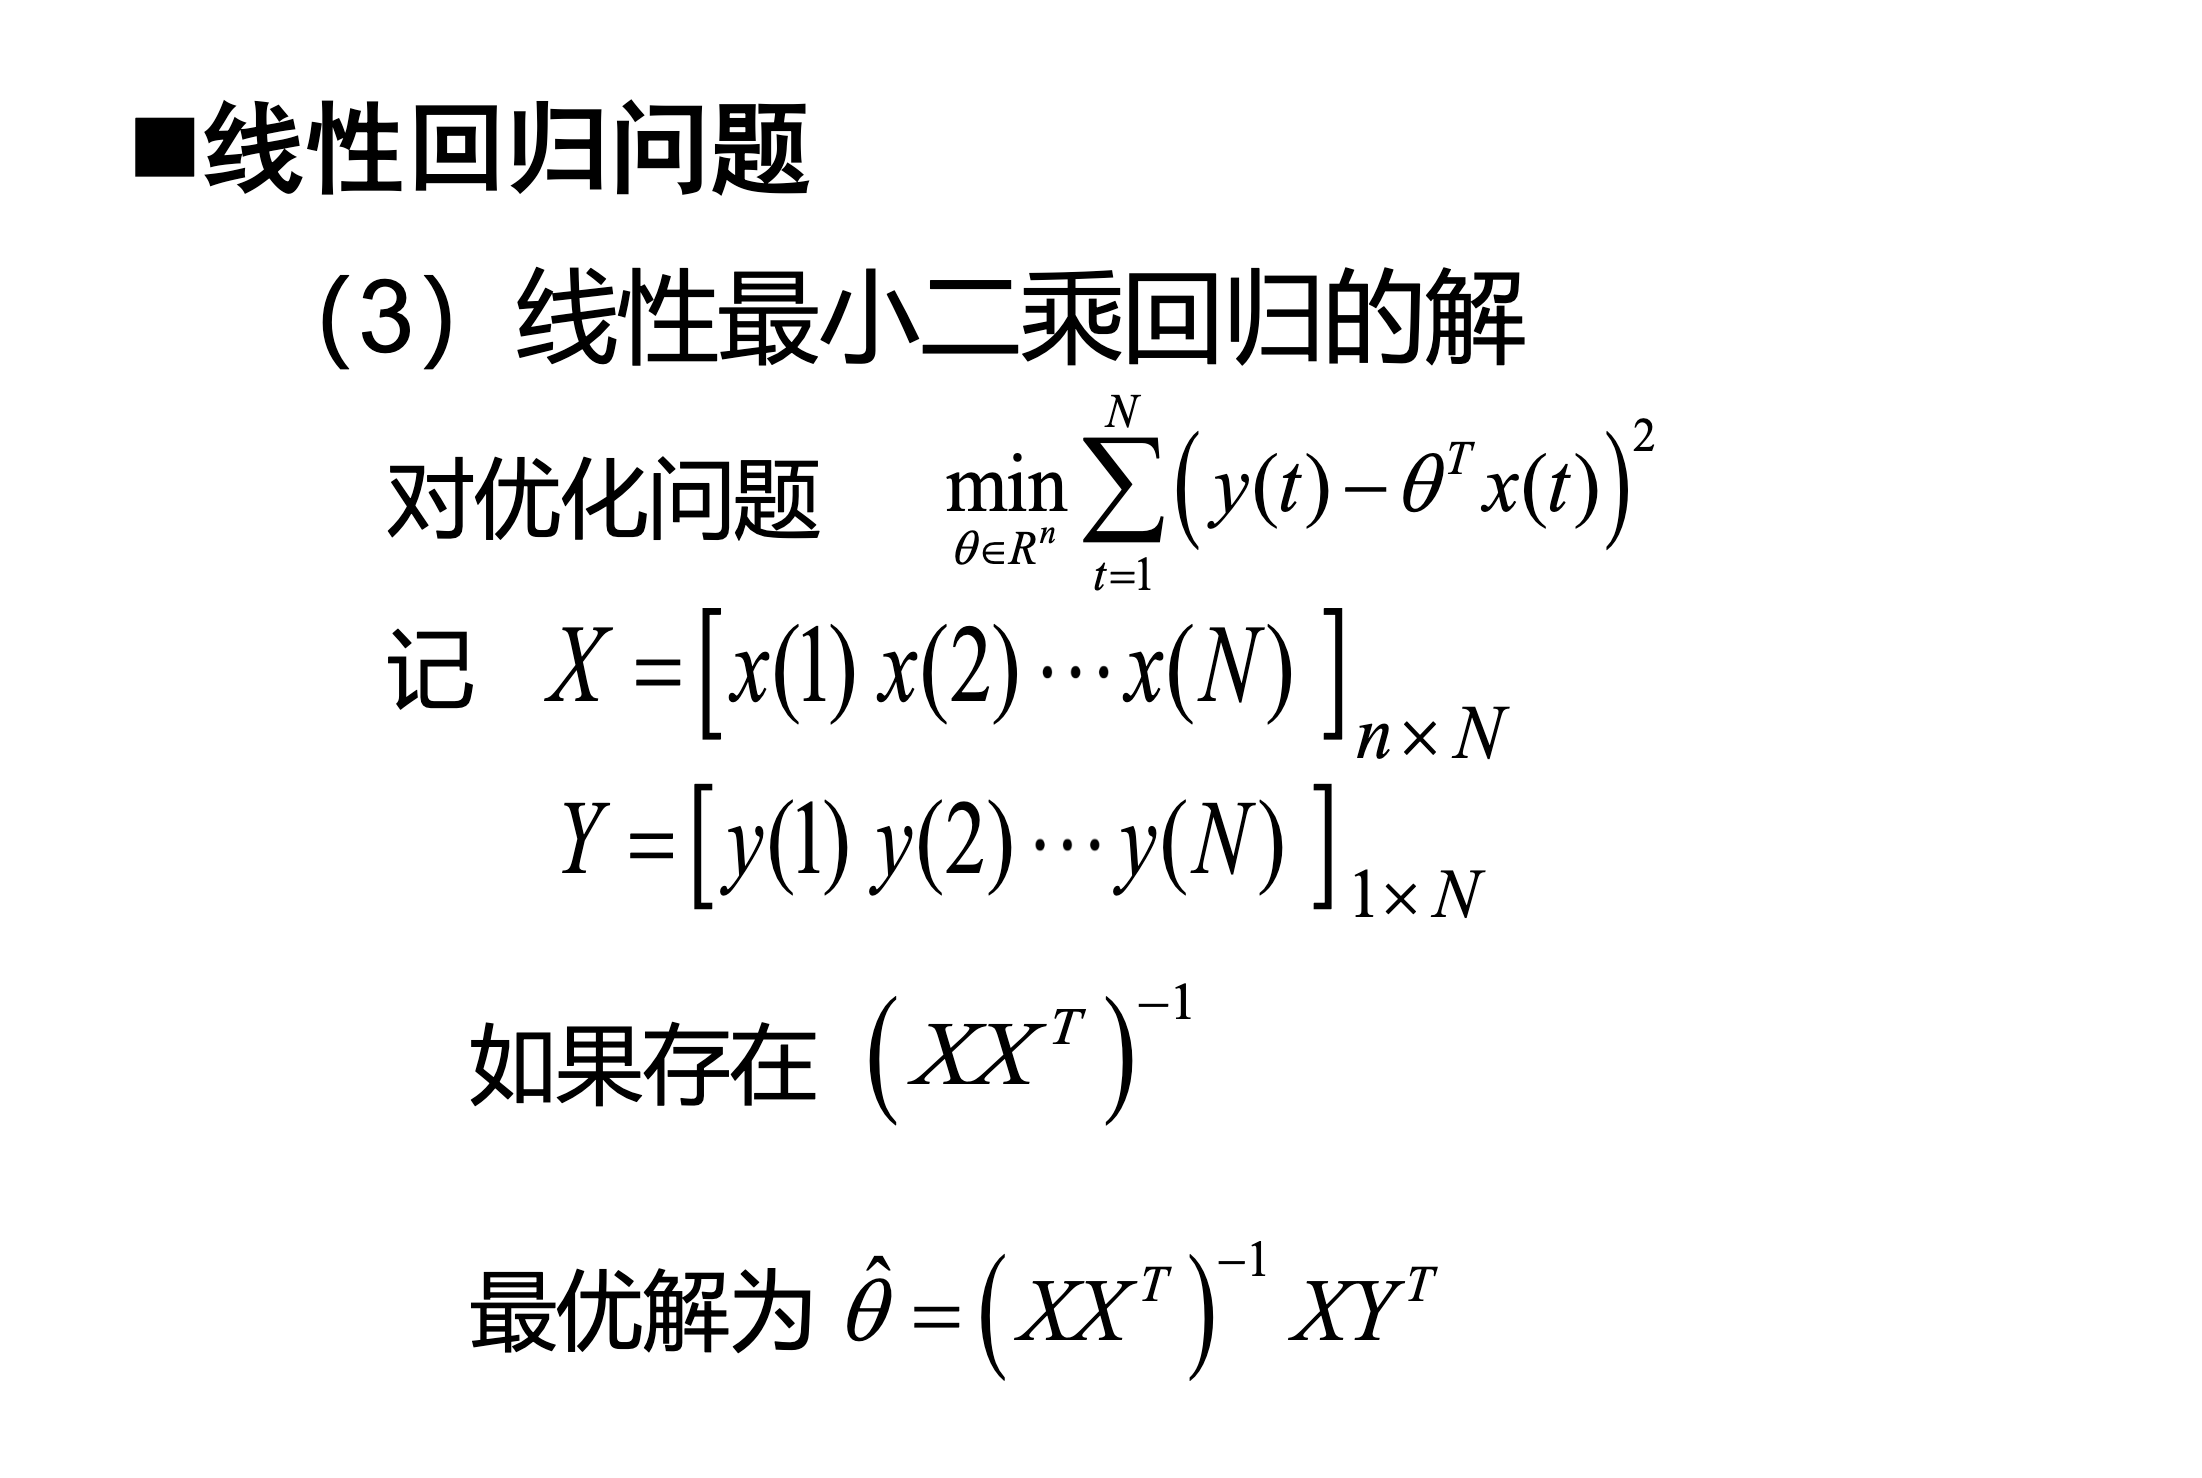 ■线性回归问题
（3）线性最小二乘回归的解
对优化问题 $\min_{\theta \in R^n} \sum_{t=1}^{N} \left( y(t) - \theta^T x(t) \right)^2$
记 $X = \left[ x(1)\ x(2) \cdots x(N) \right]_{n \times N}$
$Y = \left[ y(1)\ y(2) \cdots y(N) \right]_{1 \times N}$
如果存在 $\left( XX^T \right)^{-1}$
最优解为 $\hat{\theta} = \left( XX^T \right)^{-1} XY^T$